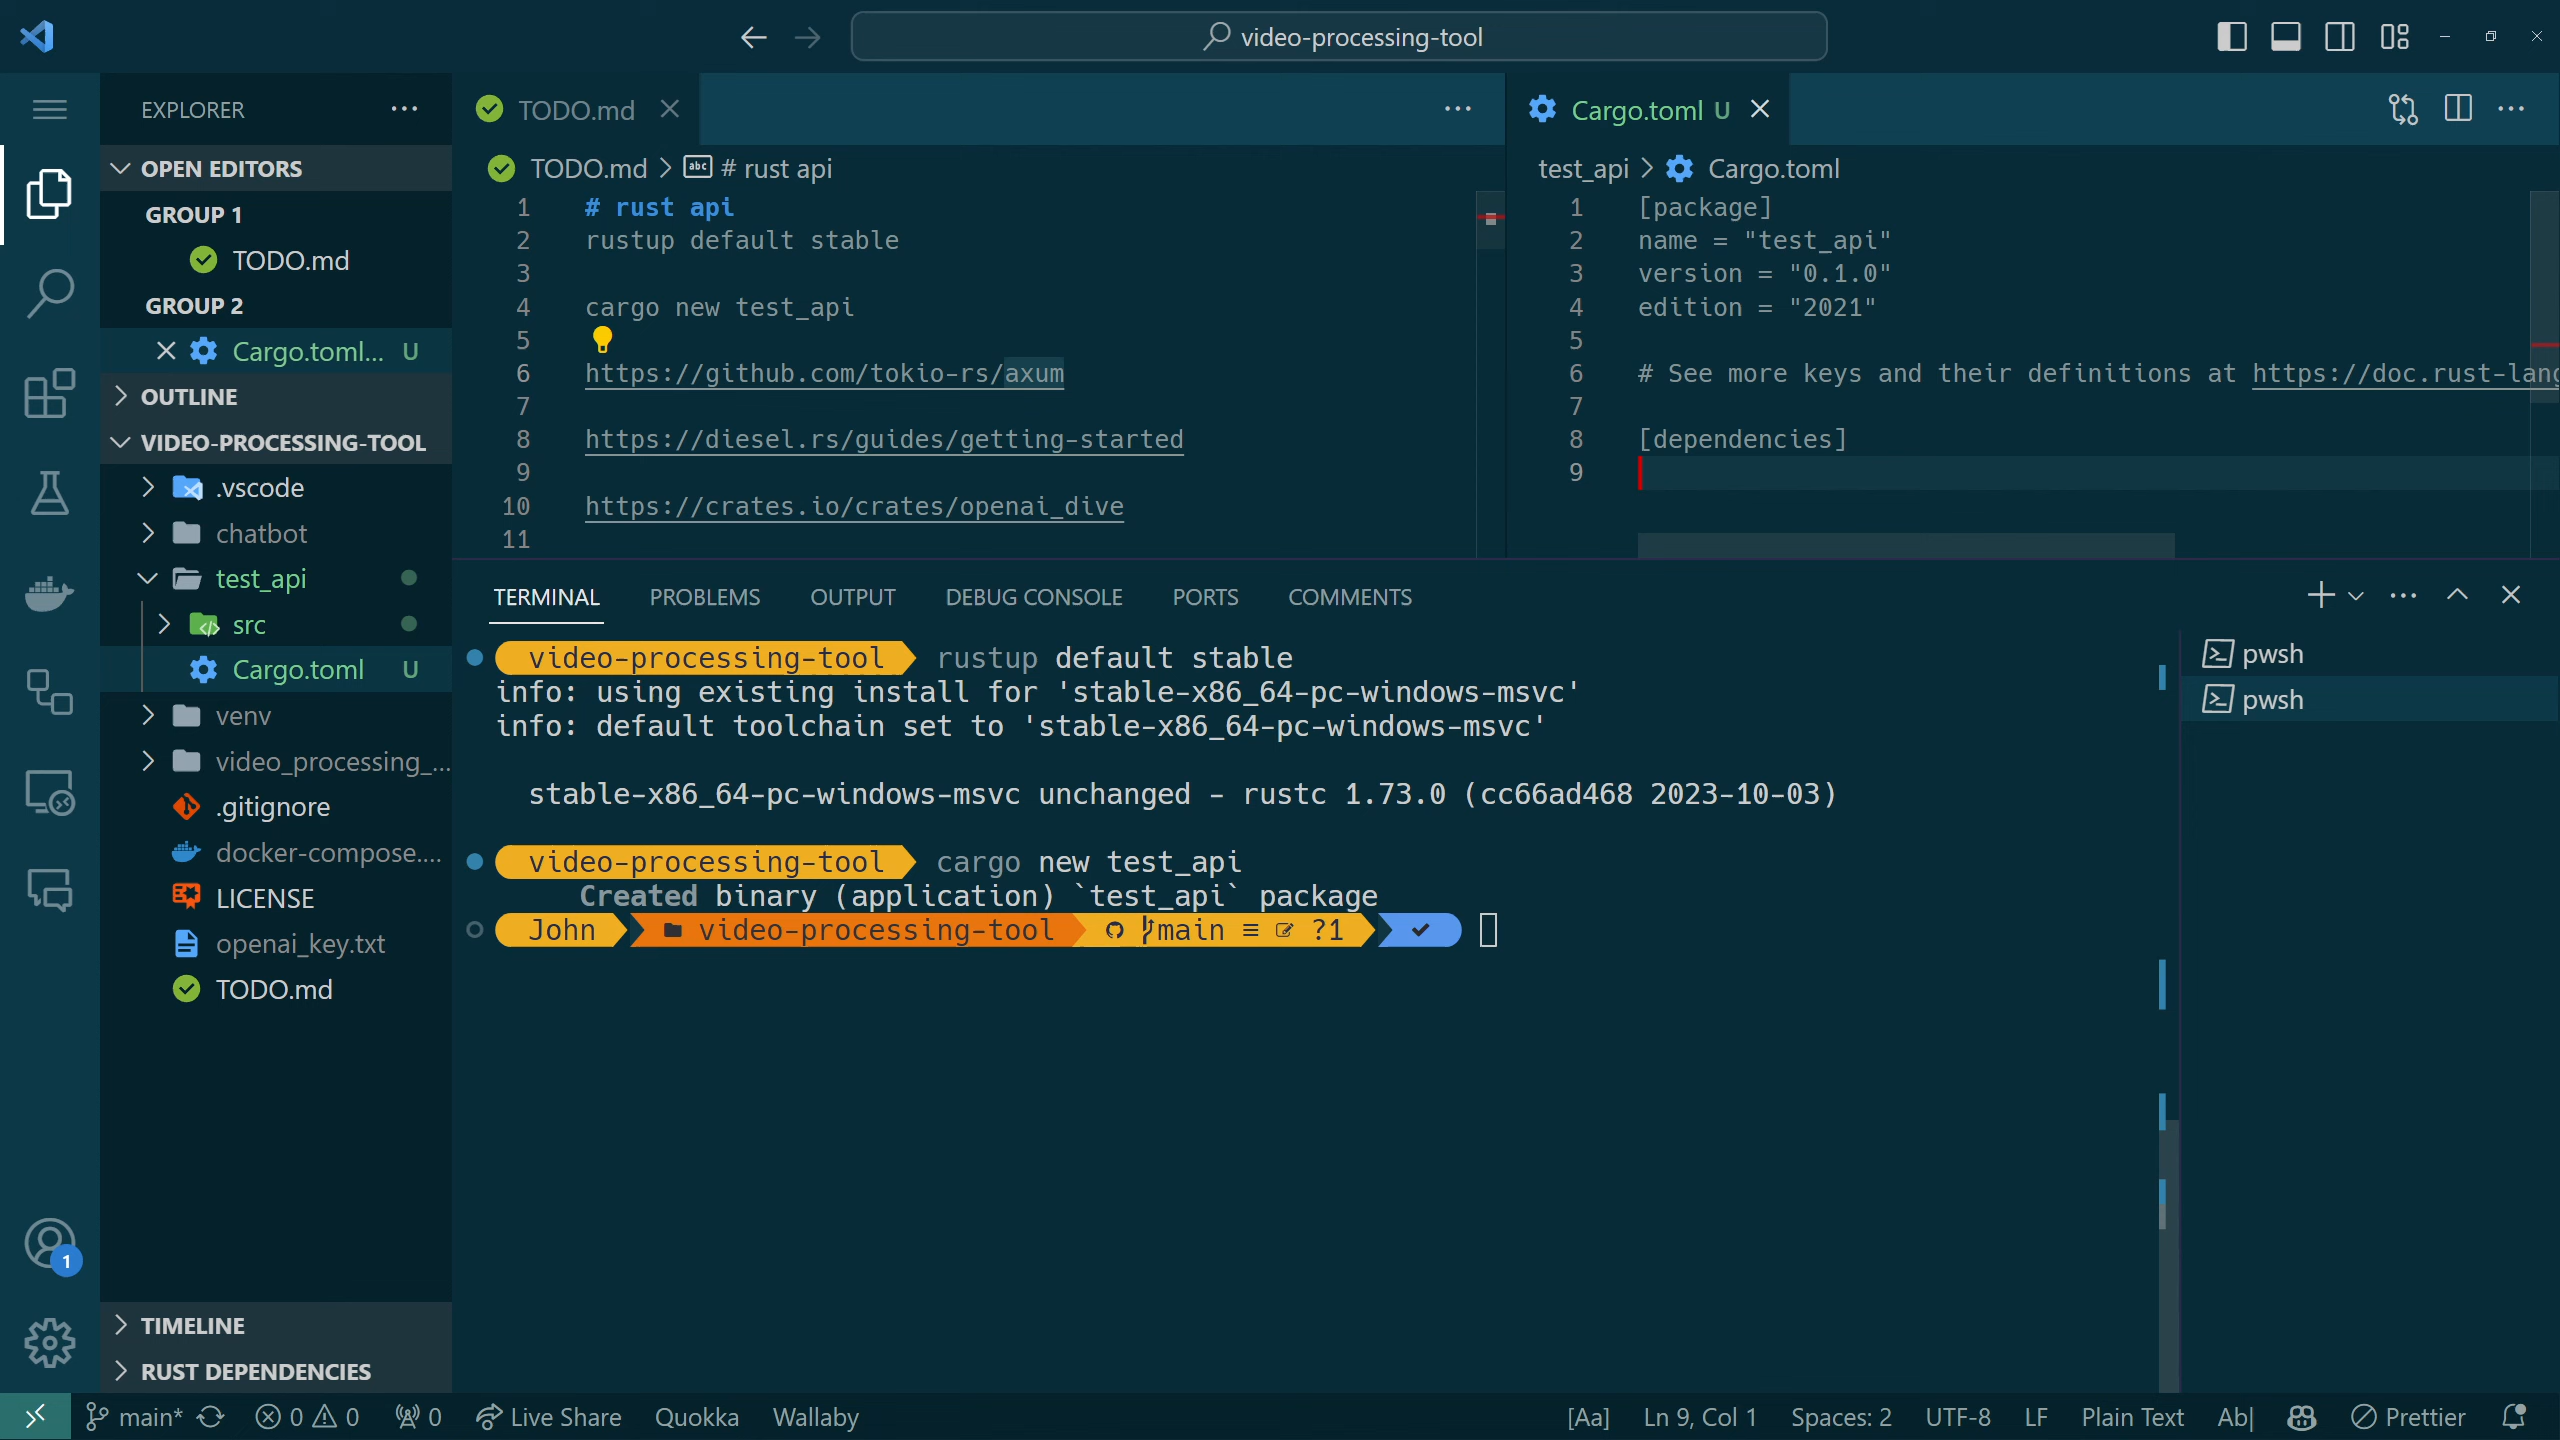 video-processing-tool
EXPLORER
OPEN EDITORS
GROUP 1
TODO.md
GROUP 2
Cargo.toml... U
OUTLINE
VIDEO-PROCESSING-TOOL
.vscode
chatbot
test_api
src
Cargo.toml U
venv
video_processing_...
.gitignore
docker-compose....
LICENSE
openai_key.txt
TODO.md
1
TIMELINE
RUST DEPENDENCIES
TODO.md
TODO.md > abc # rust api
1 # rust api
2 rustup default stable
3
4 cargo new test_api
5
6 https://github.com/tokio-rs/axum
7
8 https://diesel.rs/guides/getting-started
9
10 https://crates.io/crates/openai_dive
11
Cargo.toml U
test_api > Cargo.toml
1 [package]
2 name = "test_api"
3 version = "0.1.0"
4 edition = "2021"
5
6 # See more keys and their definitions at https://doc.rust-lang
7
8 [dependencies]
9
TERMINAL PROBLEMS OUTPUT DEBUG CONSOLE PORTS COMMENTS
video-processing-tool rustup default stable
info: using existing install for 'stable-x86_64-pc-windows-msvc'
info: default toolchain set to 'stable-x86_64-pc-windows-msvc'
stable-x86_64-pc-windows-msvc unchanged - rustc 1.73.0 (cc66ad468 2023-10-03)
video-processing-tool cargo new test_api
Created binary (application) `test_api` package
John video-processing-tool main ≡ ?1
pwsh
pwsh
main* 0 0 0 Live Share Quokka Wallaby [Aa] Ln 9, Col 1 Spaces: 2 UTF-8 LF Plain Text Ab| Prettier